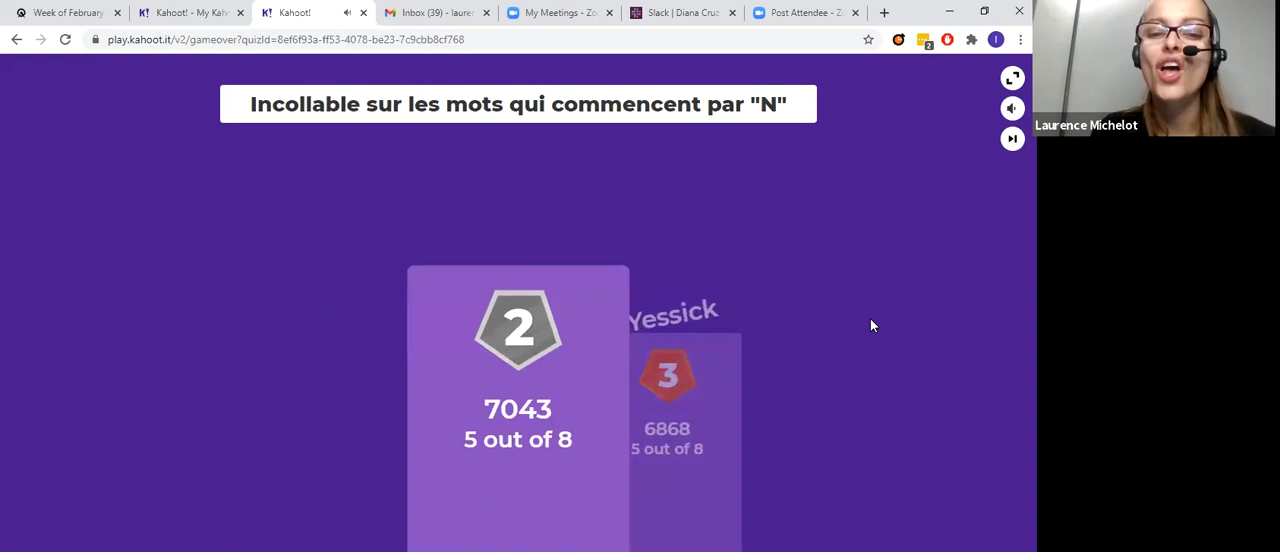 Week of February
Kahoot! - My Kah
Kahoot!
Inbox (39) - laure
My Meetings - Zo
Slack | Diana Cruz
Post Attendee - Zo
play.kahoot.it/v2/gameover?quizId=8ef6f93a-ff53-4078-be23-7c9cbb8cf768
2
I
Laurence Michelot
Incollable sur les mots qui commencent par "N"
2
7043
5 out of 8
Yessick
3
6868
5 out of 8